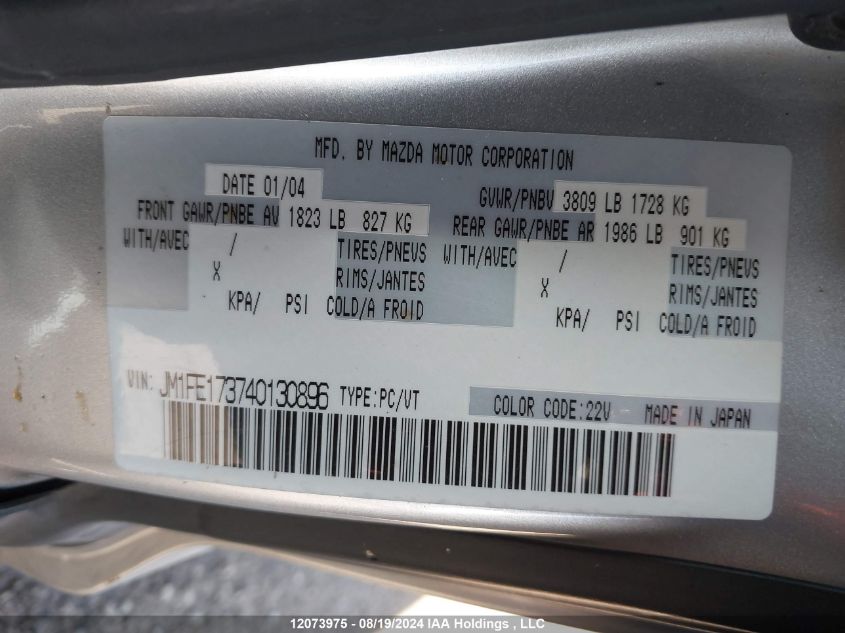 MFD. BY MAZDA MOTOR CORPORATION
DATE 01/04 GVWR/PNBV 3809 LB 1728 KG
FRONT GAWR/PNBE AV 1823 LB 827 KG REAR GAWR/PNBE AR 1986 LB 901 KG
WITH/AVEC / TIRES/PNEUS WITH/AVEC / TIRES/PNEUS
X RIMS/JANTES X RIMS/JANTES
KPA/ PSI COLD/A FROID KPA/ PSI COLD/A FROID
VIN: JM1FE173740130896 TYPE:PC/VT COLOR CODE:22V MADE IN JAPAN
12073975 - 08/19/2024 IAA Holdings , LLC